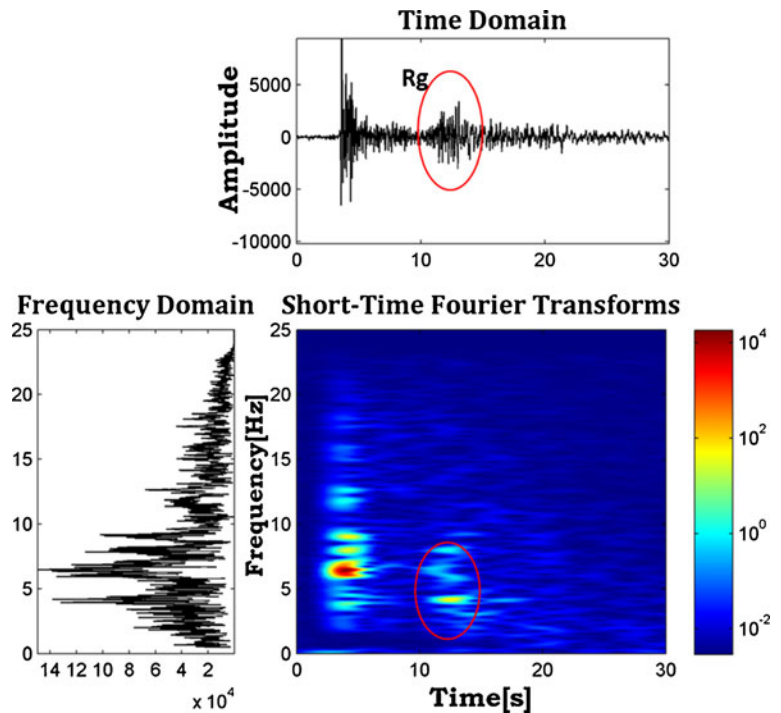 Time Domain
Rg
Amplitude
5000
0
-5000
-10000
0 10 20 30
Frequency Domain
Short-Time Fourier Transforms
25
20
15
10
5
0
14 12 10 8 6 4 2
x 10^4
Frequency[Hz]
25
20
15
10
5
0
0 10 20 30
Time[s]
10^4
10^2
10^0
10^-2